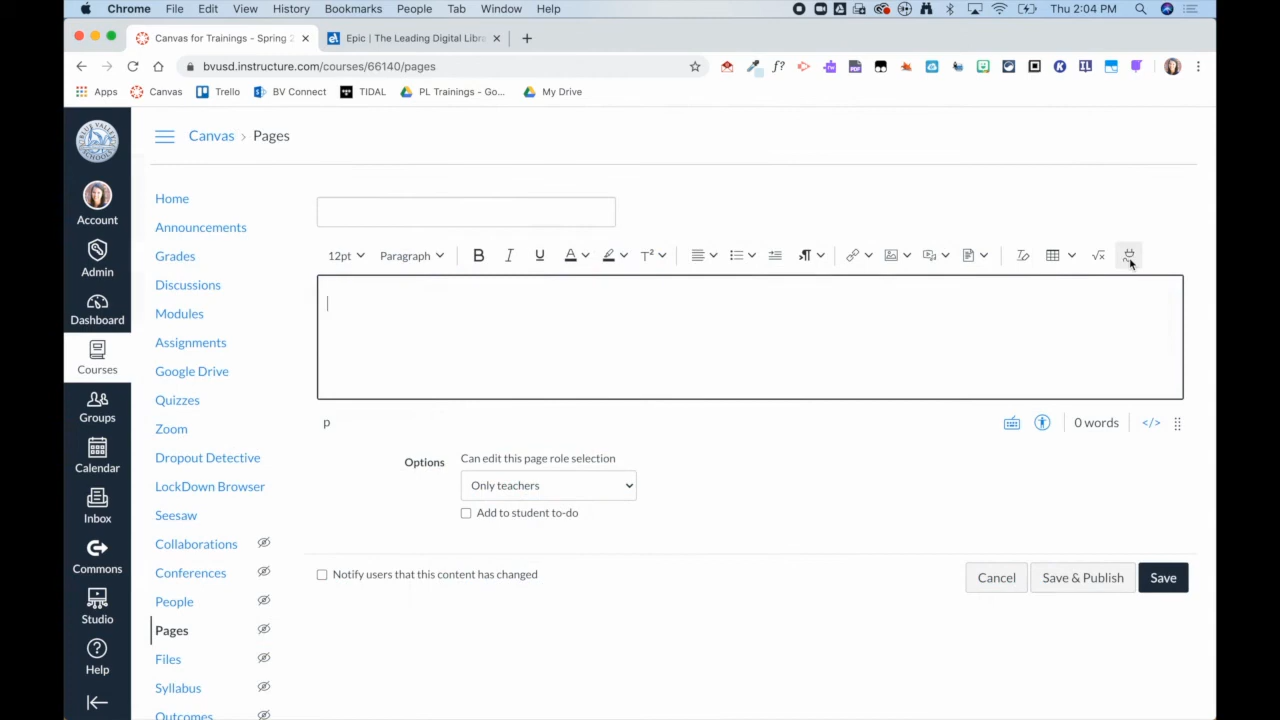 Chrome File Edit View History Bookmarks People Tab Window Help Thu 2:04 PM
Canvas for Trainings - Spring 2 Epic | The Leading Digital Libr
bvusd.instructure.com/courses/66140/pages
Apps Canvas Trello BV Connect TIDAL PL Trainings - Go... My Drive
BLUE VALLEY
SCHOOLS
Account
Admin
Dashboard
Courses
Groups
Calendar
Inbox
Commons
Studio
Help
Canvas › Pages
Home
Announcements
Grades
Discussions
Modules
Assignments
Google Drive
Quizzes
Zoom
Dropout Detective
LockDown Browser
Seesaw
Collaborations
Conferences
People
Pages
Files
Syllabus
Outcomes
12pt Paragraph B I U A T²
p 0 words </>
Options Can edit this page role selection
Only teachers
Add to student to-do
Notify users that this content has changed
Cancel Save & Publish Save